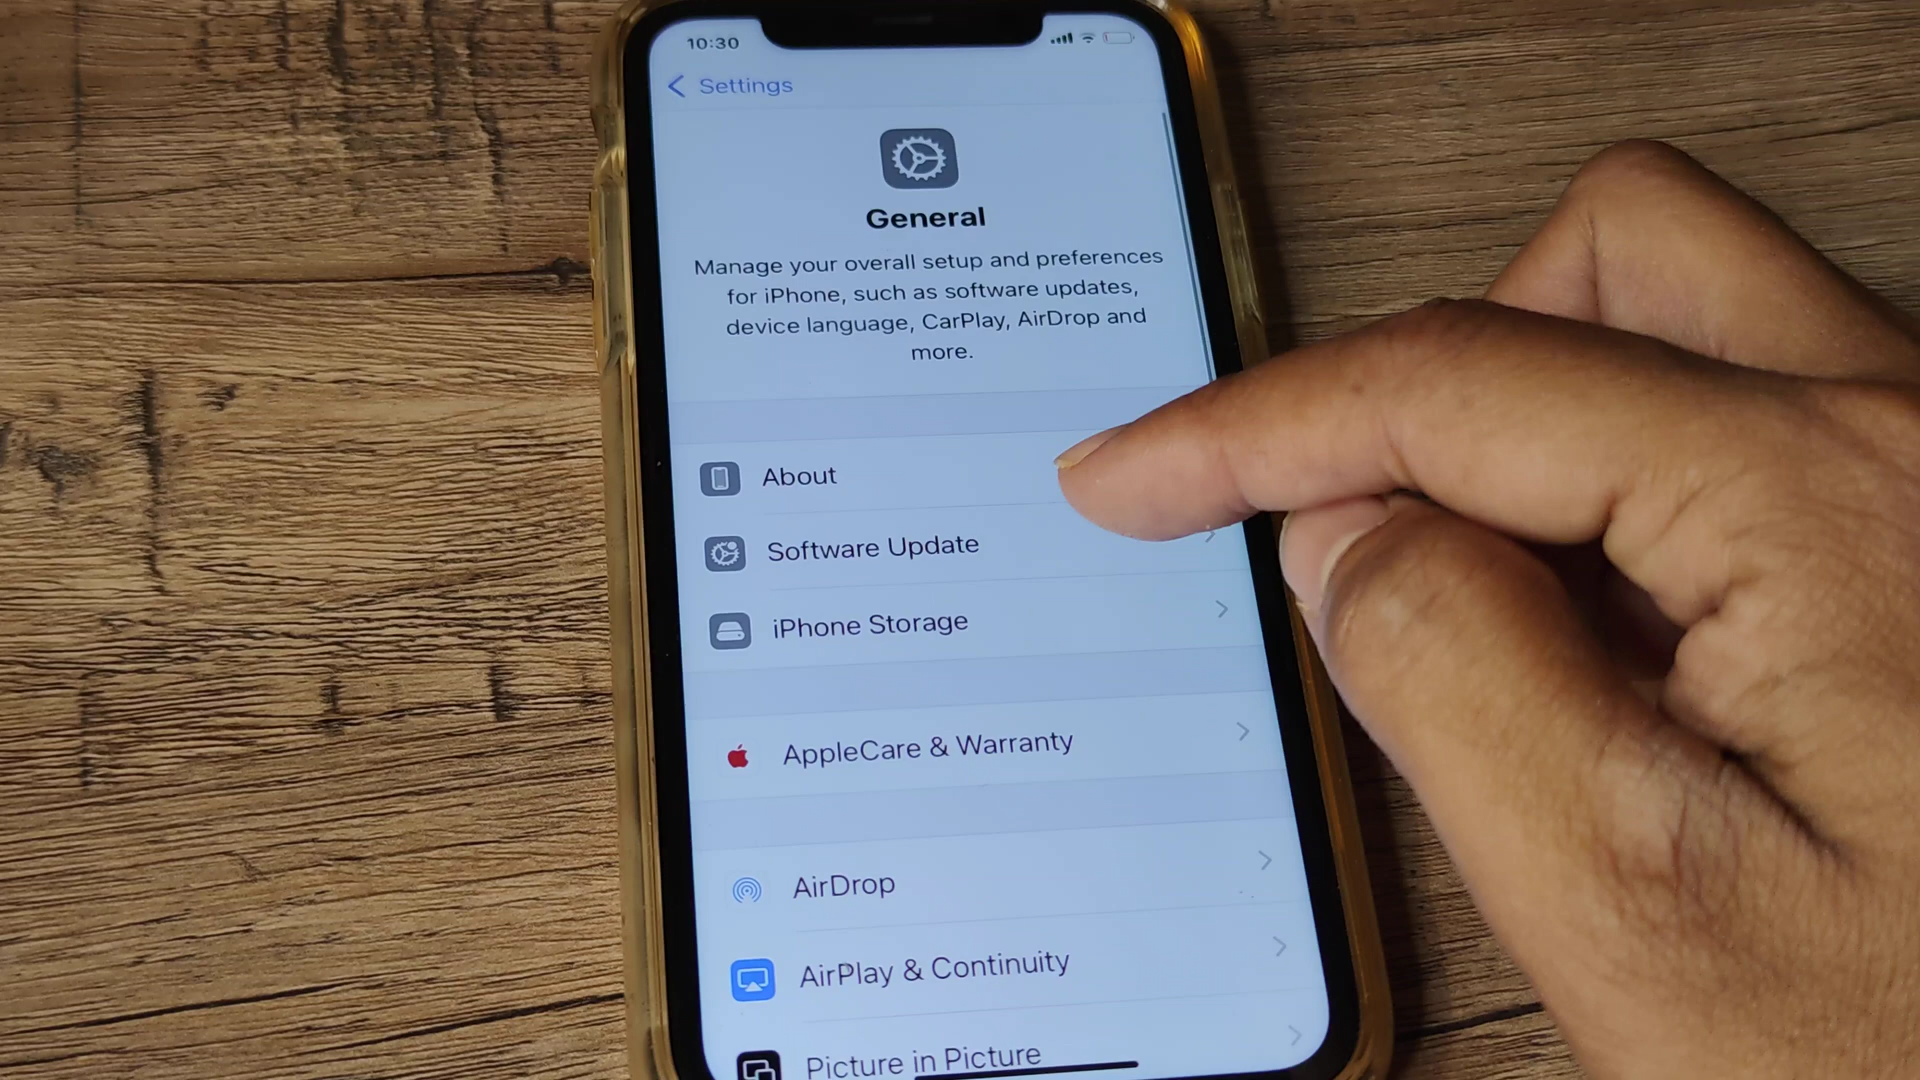 10:30
Settings
General
Manage your overall setup and preferences
for iPhone, such as software updates,
device language, CarPlay, AirDrop and
more.
About
Software Update
iPhone Storage
AppleCare & Warranty
AirDrop
AirPlay & Continuity
Picture in Picture